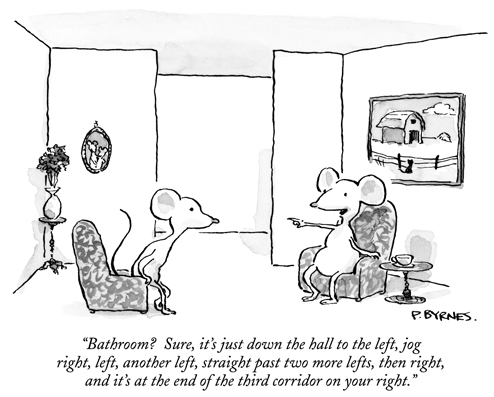 P. BYRNES.
“Bathroom? Sure, it’s just down the hall to the left, jog
right, left, another left, straight past two more lefts, then right,
and it’s at the end of the third corridor on your right.”